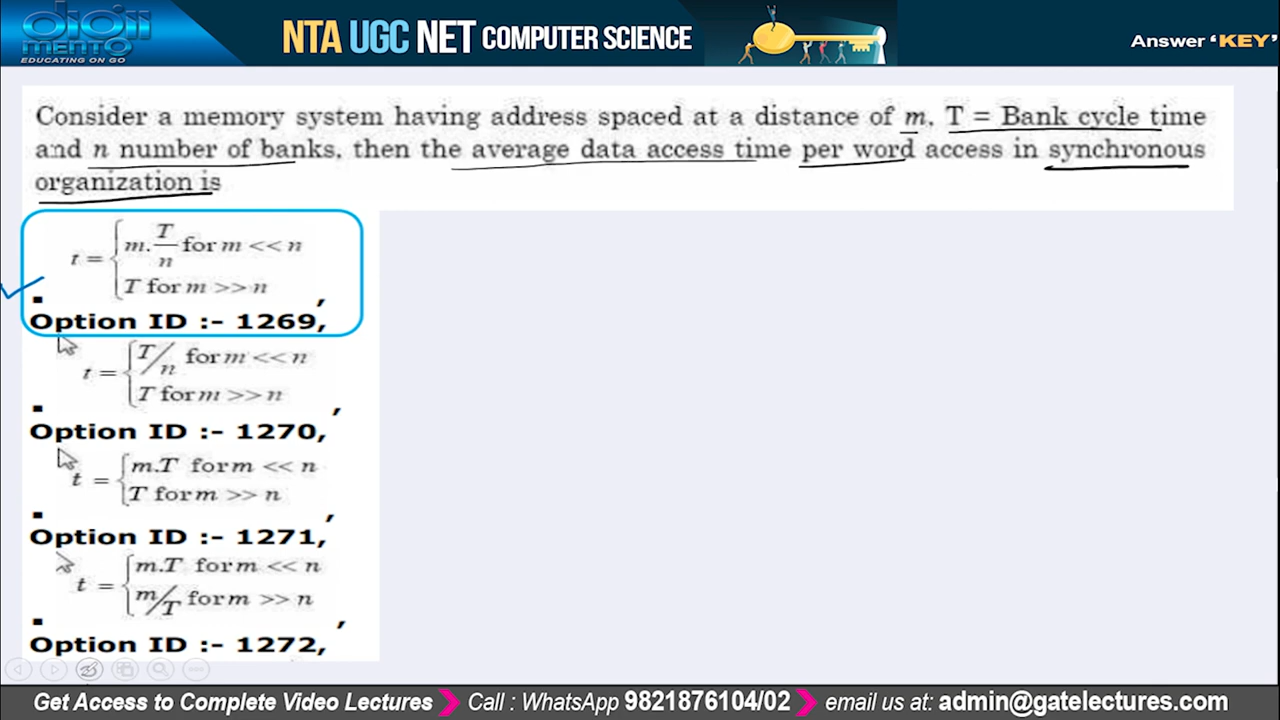 didii
MENTO
EDUCATING ON GO
NTA UGC NET COMPUTER SCIENCE
Answer ‘KEY’
Consider a memory system having address spaced at a distance of m, T = Bank cycle time
and n number of banks, then the average data access time per word access in synchronous
organization is
t = { m. T/n for m << n
T for m >> n
,
Option ID :- 1269,
t = { T/n for m << n
T for m >> n
,
Option ID :- 1270,
t = { m.T for m << n
T for m >> n
,
Option ID :- 1271,
t = { m.T for m << n
m/T for m >> n
,
Option ID :- 1272,
Get Access to Complete Video Lectures Call : WhatsApp 9821876104/02 email us at: admin@gatelectures.com